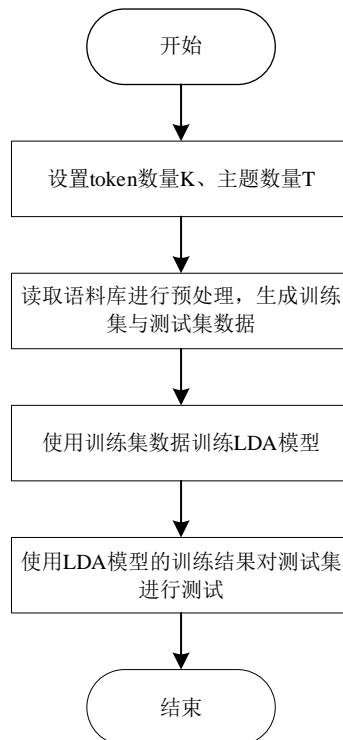 开始
设置token数量K、主题数量T
读取语料库进行预处理，生成训练
集与测试集数据
使用训练集数据训练LDA模型
使用LDA模型的训练结果对测试集
进行测试
结束